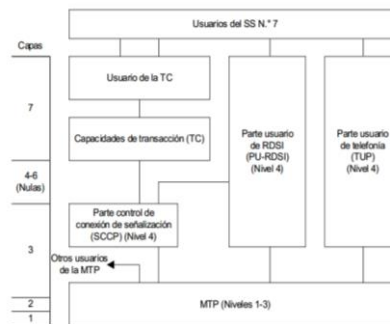 Usuarios del SS N.° 7
Capas
Usuario de la TC
7
Capacidades de transacción (TC)
Parte usuario
de RDSI
(PU-RDSI)
(Nivel 4)
Parte usuario
de telefonía
(TUP)
(Nivel 4)
4-6
(Nulas)
Parte control de
conexión de señalización
(SCCP) (Nivel 4)
3
Otros usuarios
de la MTP
2
MTP (Niveles 1-3)
1